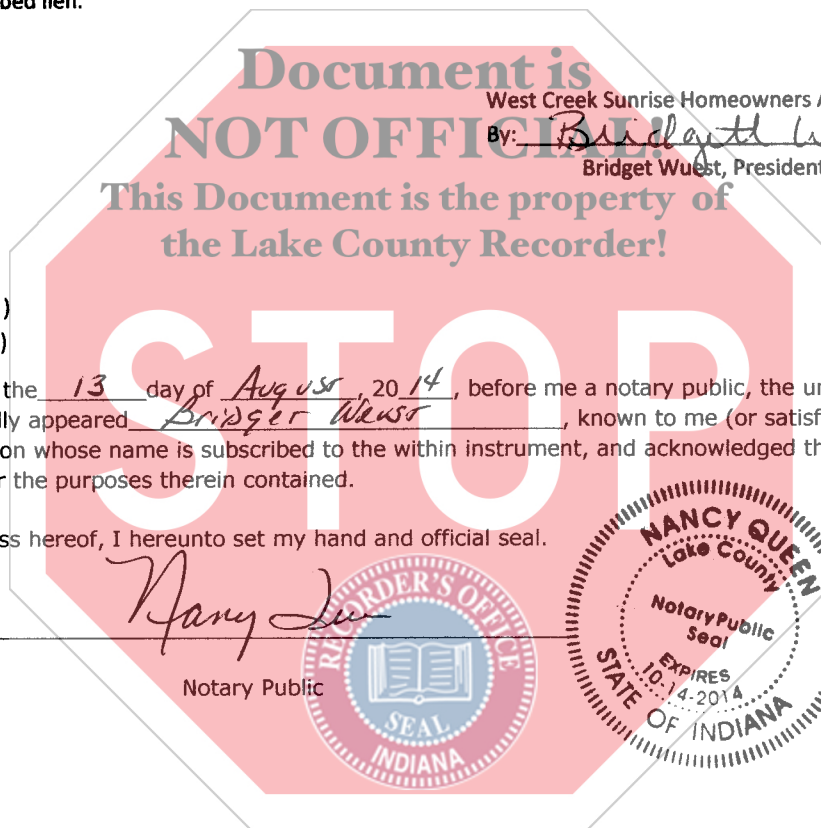 bed lien.
Document is
NOT OFFICIAL!
This Document is the property of
the Lake County Recorder!
West Creek Sunrise Homeowners A
By: Bridgett W
Bridget Wuest, President
)
)
STOP
the 13 day of August, 20 14, before me a notary public, the un
lly appeared Bridget Wuest, known to me (or satisf
on whose name is subscribed to the within instrument, and acknowledged th
r the purposes therein contained.
ss hereof, I hereunto set my hand and official seal.
Nancy Queen
Notary Public
RECORDER'S OFFICE
SEAL
INDIANA
NANCY QUEEN
Lake County
Notary Public
Seal
EXPIRES
10-14-2014
STATE OF INDIANA